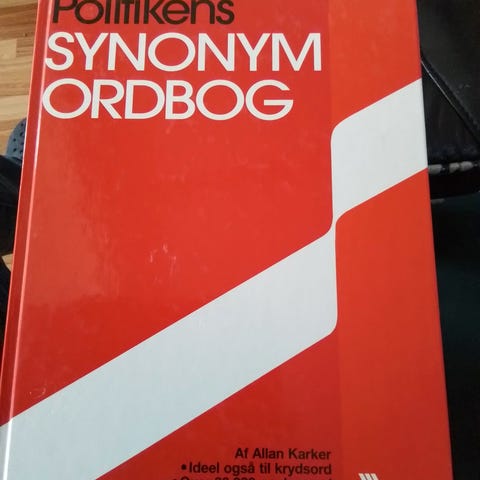 Politikens
SYNONYM
ORDBOG
Af Allan Karker
•Ideel også til krydsord